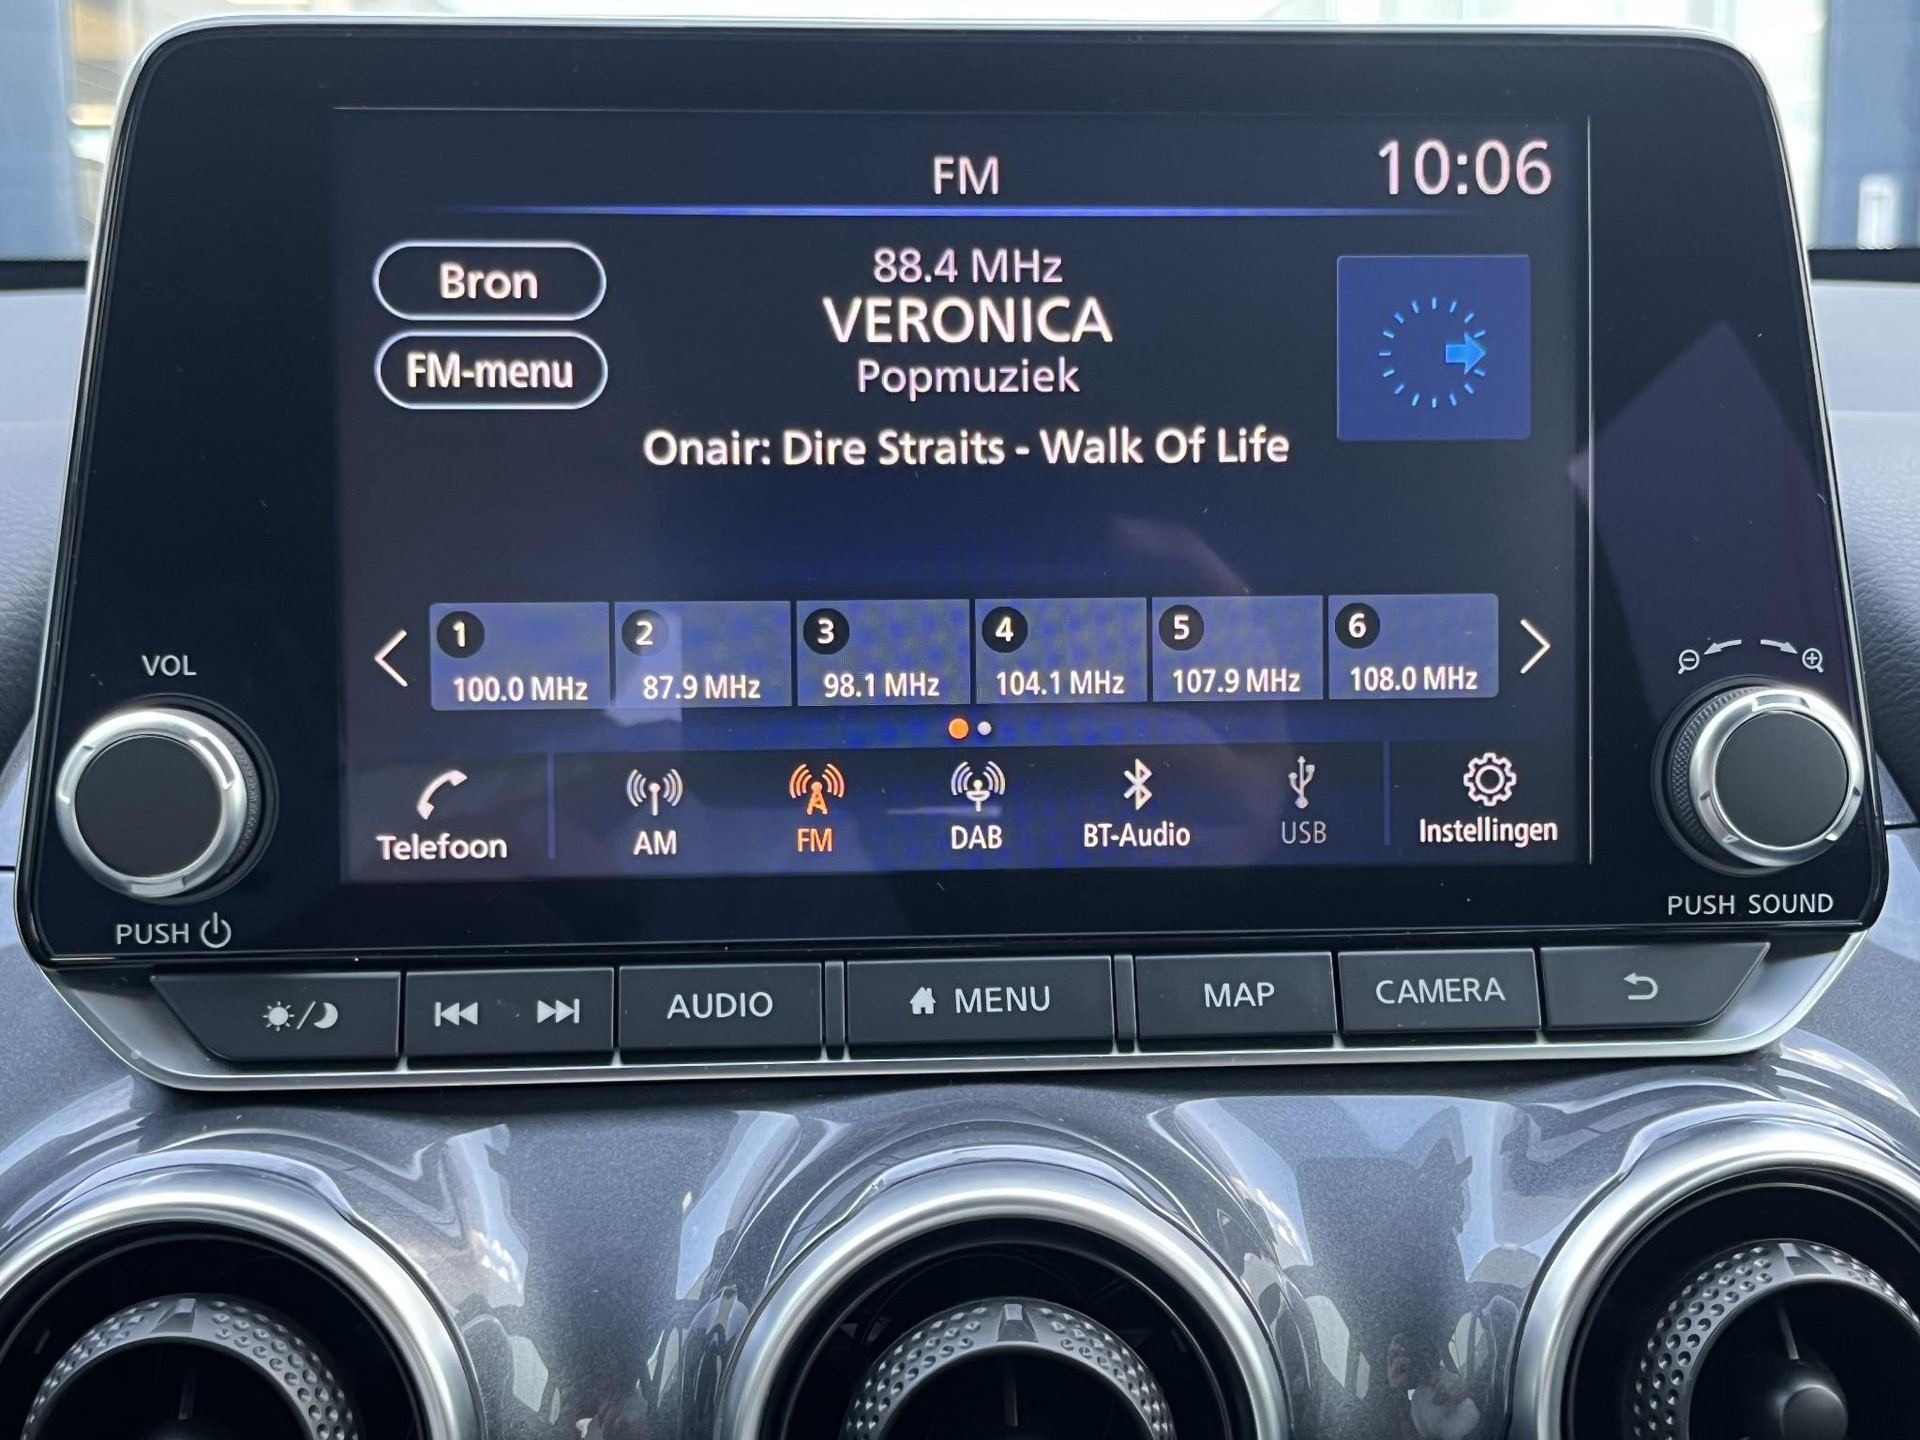 FM
10:06
Bron
FM-menu
88.4 MHz
VERONICA
Popmuziek
Onair: Dire Straits - Walk Of Life
1
100.0 MHz
2
87.9 MHz
3
98.1 MHz
4
104.1 MHz
5
107.9 MHz
6
108.0 MHz
Telefoon
AM
FM
DAB
BT-Audio
USB
Instellingen
VOL
PUSH
PUSH SOUND
AUDIO
MENU
MAP
CAMERA